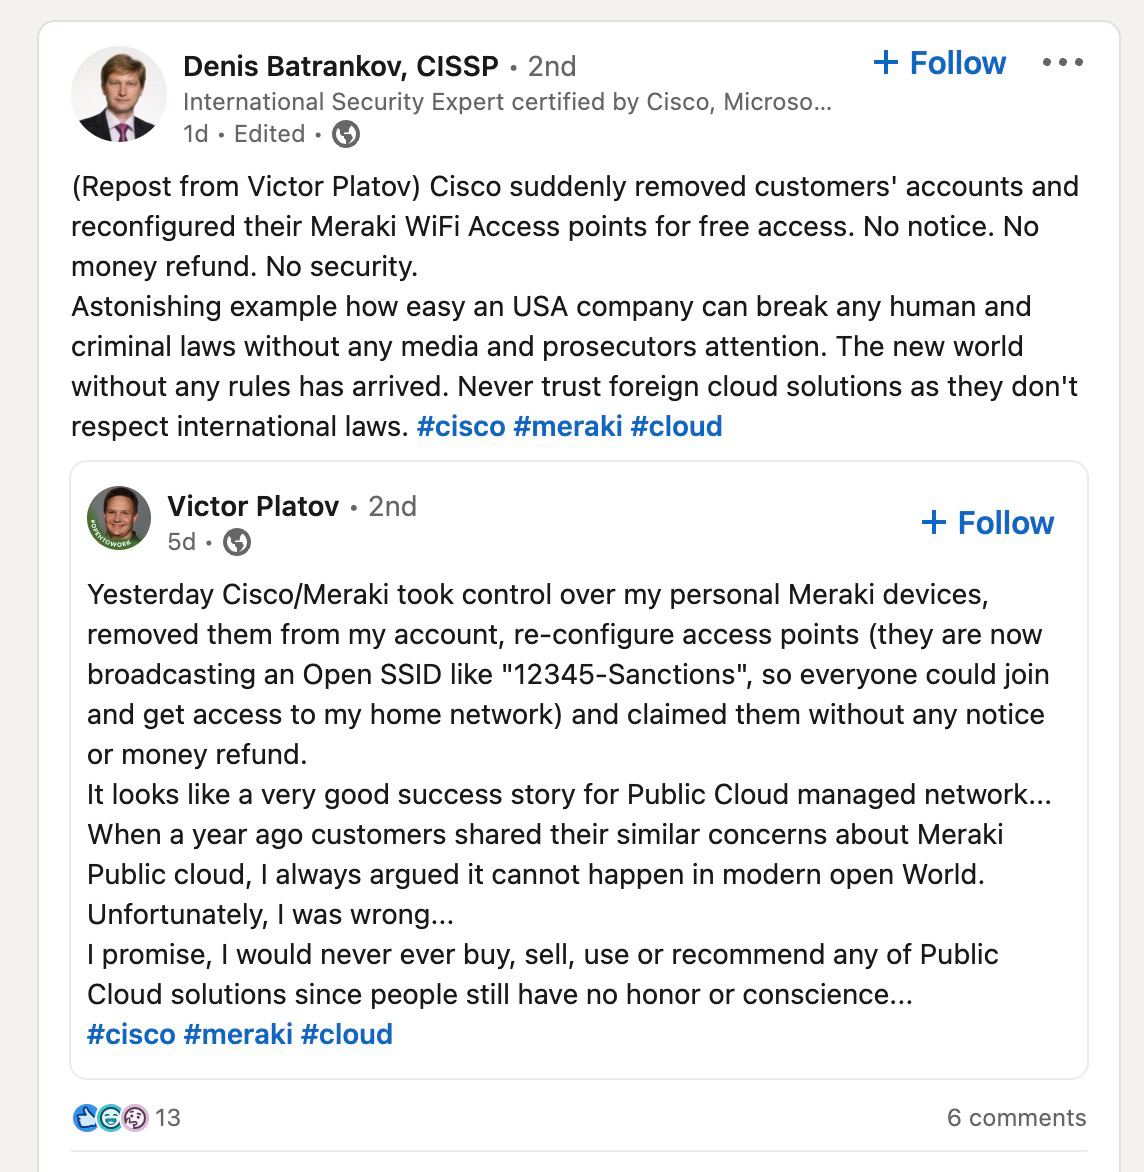 Denis Batrankov, CISSP • 2nd
+ Follow
International Security Expert certified by Cisco, Microso...
1d • Edited •
(Repost from Victor Platov) Cisco suddenly removed customers' accounts and
reconfigured their Meraki WiFi Access points for free access. No notice. No
money refund. No security.
Astonishing example how easy an USA company can break any human and
criminal laws without any media and prosecutors attention. The new world
without any rules has arrived. Never trust foreign cloud solutions as they don't
respect international laws. #cisco #meraki #cloud
Victor Platov • 2nd
+ Follow
5d •
#OPENTOWORK
Yesterday Cisco/Meraki took control over my personal Meraki devices,
removed them from my account, re-configure access points (they are now
broadcasting an Open SSID like "12345-Sanctions", so everyone could join
and get access to my home network) and claimed them without any notice
or money refund.
It looks like a very good success story for Public Cloud managed network...
When a year ago customers shared their similar concerns about Meraki
Public cloud, I always argued it cannot happen in modern open World.
Unfortunately, I was wrong...
I promise, I would never ever buy, sell, use or recommend any of Public
Cloud solutions since people still have no honor or conscience...
#cisco #meraki #cloud
13
6 comments